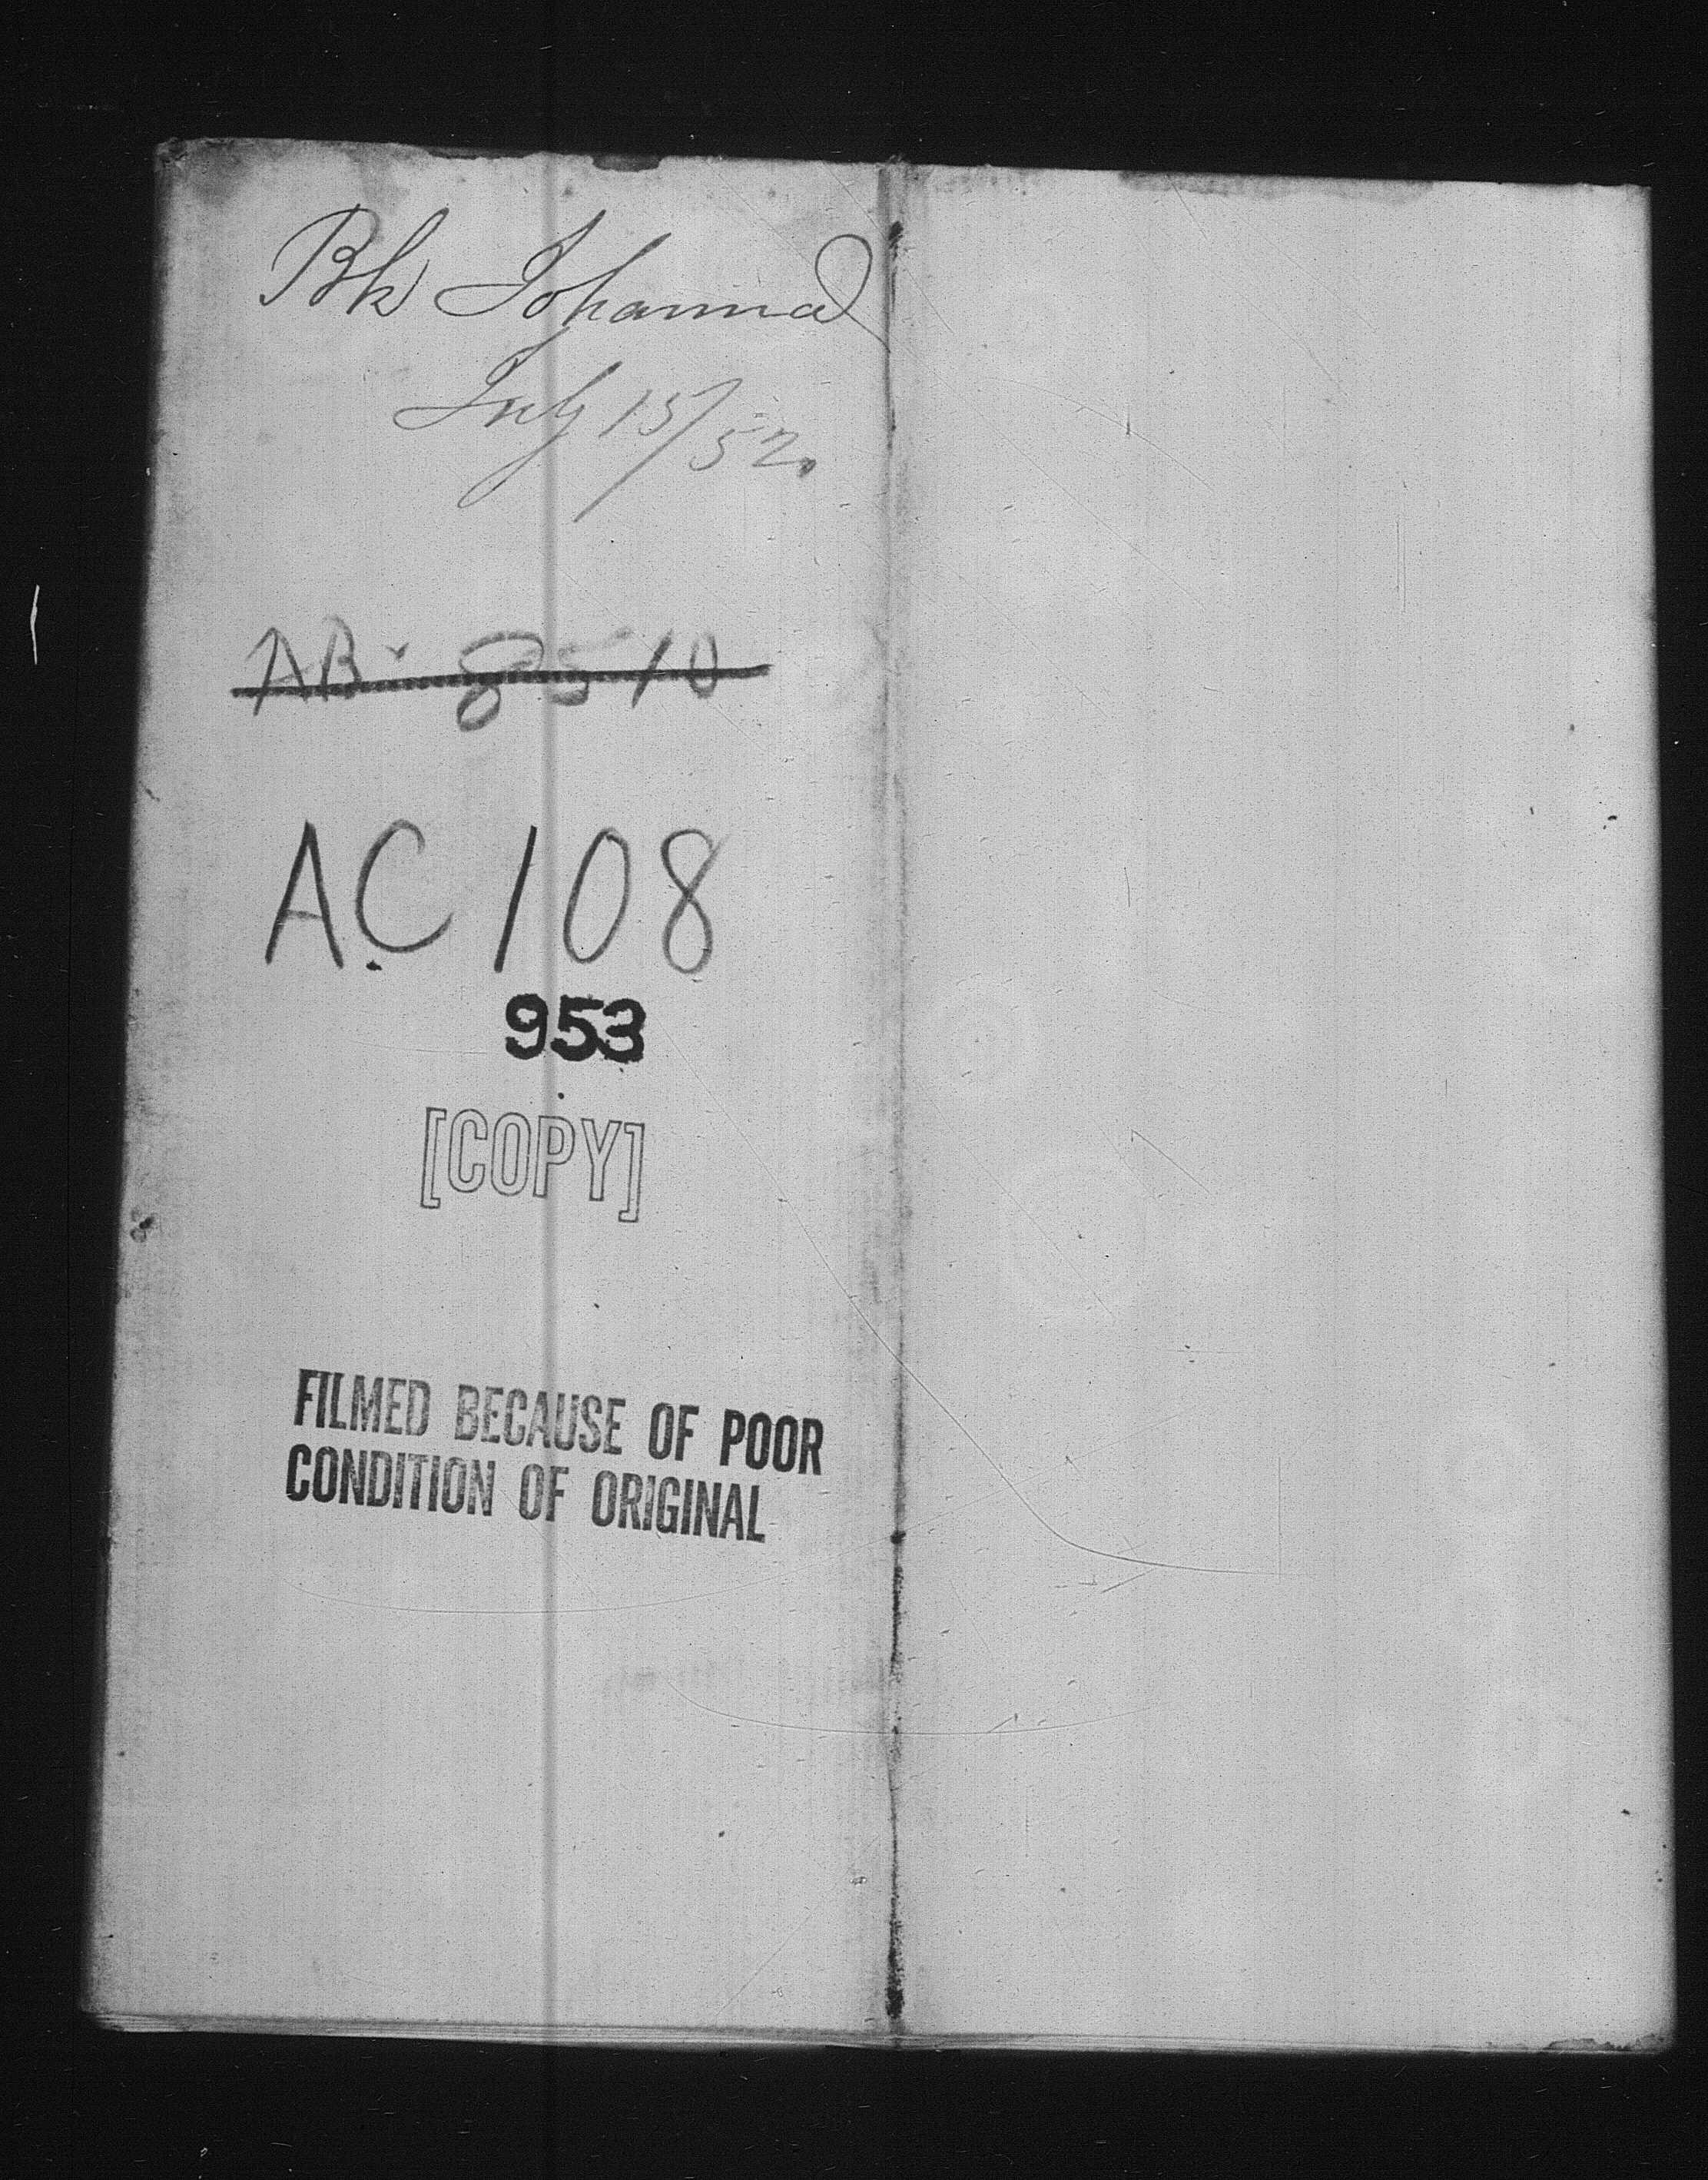 Bk Johanna
July 15/52.
AB 8510
AC 108
953
[COPY]
FILMED BECAUSE OF POOR
CONDITION OF ORIGINAL